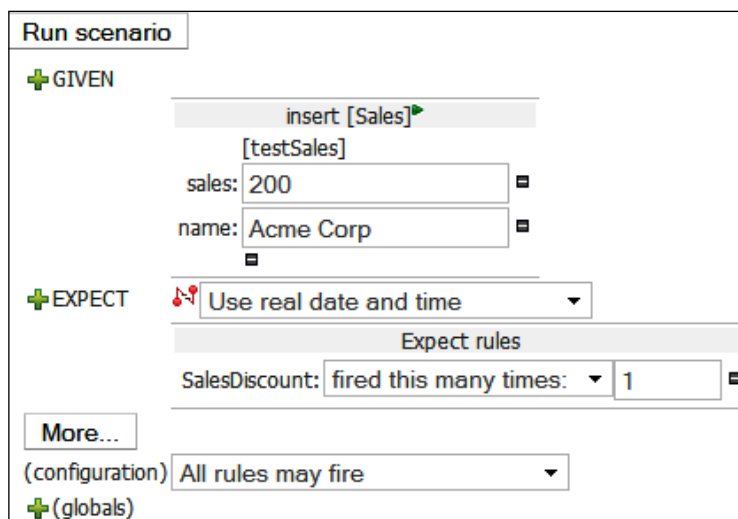 Run scenario
GIVEN
insert [Sales]
[testSales]
sales: 200
name: Acme Corp
EXPECT Use real date and time
Expect rules
SalesDiscount: fired this many times: 1
More...
(configuration) All rules may fire
(globals)